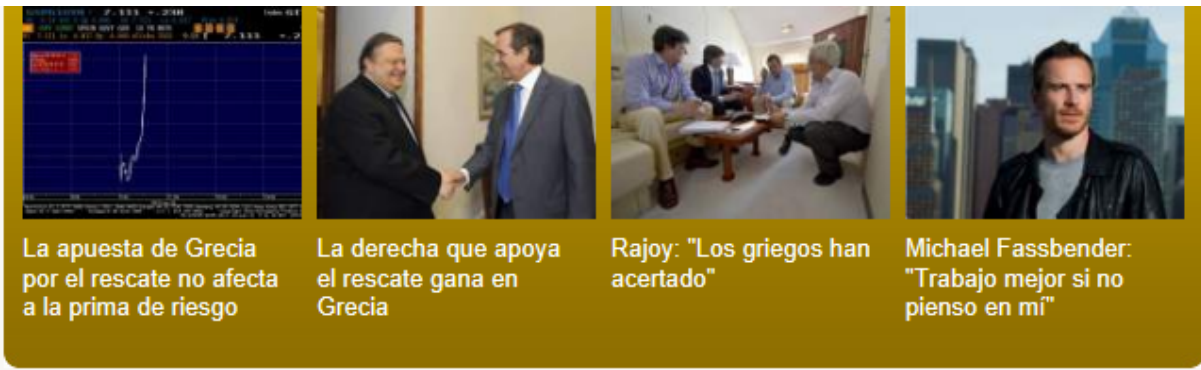 La apuesta de Grecia
por el rescate no afecta
a la prima de riesgo
La derecha que apoya
el rescate gana en
Grecia
Rajoy: "Los griegos han
acertado"
Michael Fassbender:
"Trabajo mejor si no
pienso en mí"